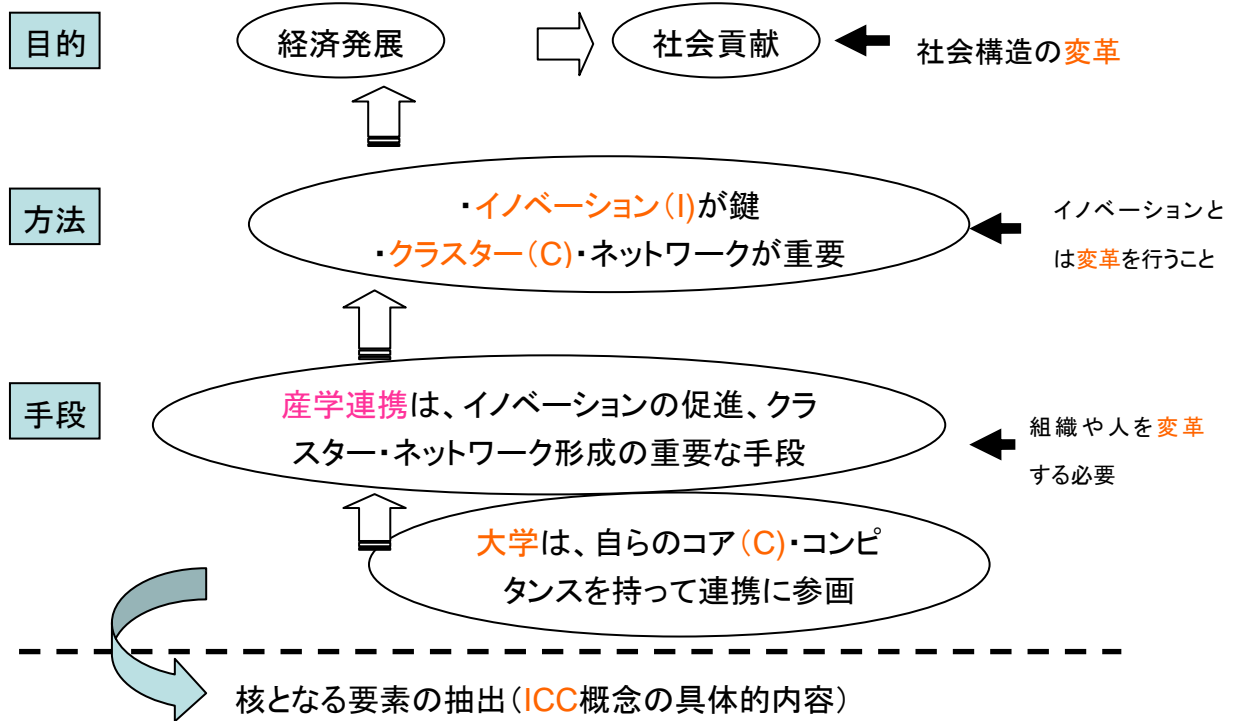 目的
経済発展
社会貢献
社会構造の変革
方法
・イノベーション(I)が鍵
・クラスター(C)・ネットワークが重要
イノベーションと
は変革を行うこと
手段
産学連携は、イノベーションの促進、クラ
スター・ネットワーク形成の重要な手段
組織や人を変革
する必要
大学は、自らのコア(C)・コンピ
タンスを持って連携に参画
核となる要素の抽出(ICC概念の具体的内容)